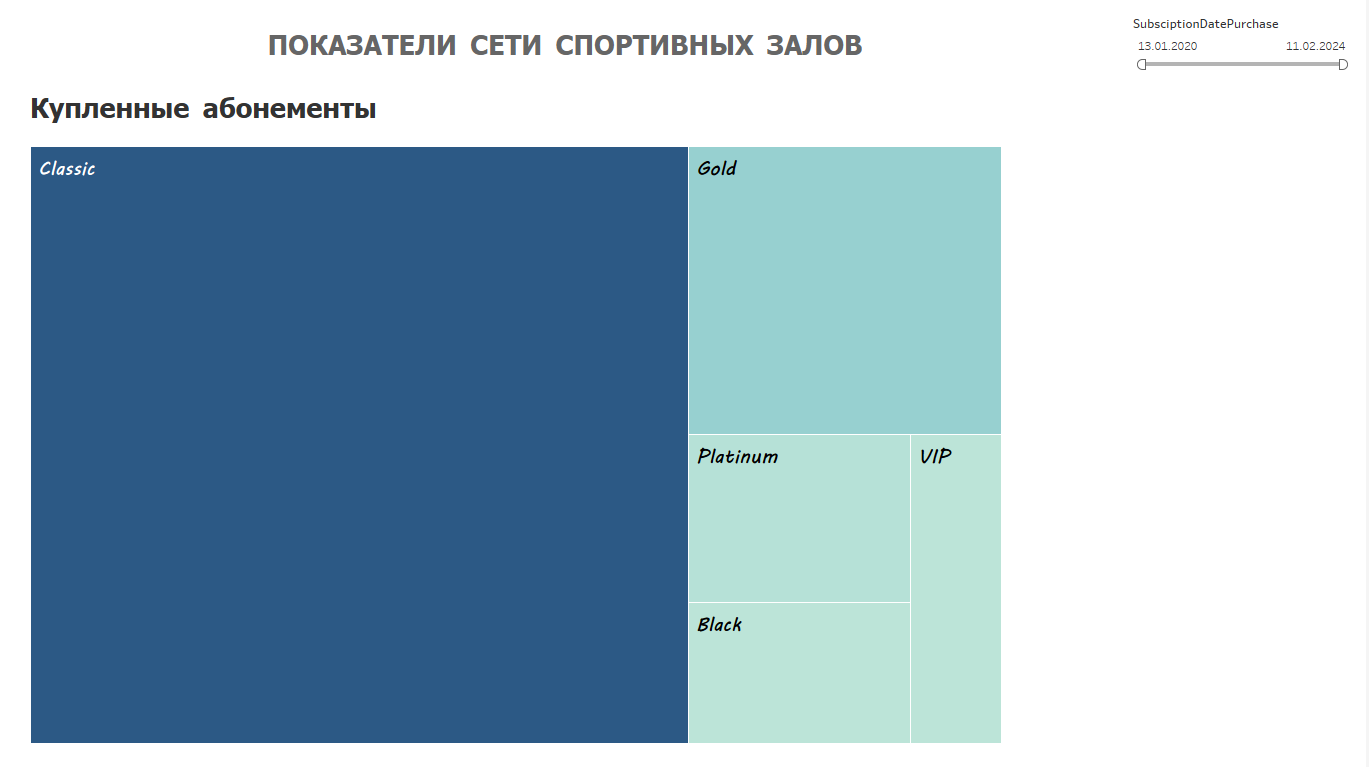 ПОКАЗАТЕЛИ СЕТИ СПОРТИВНЫХ ЗАЛОВ
SubsciptionDatePurchase
13.01.2020 11.02.2024
Купленные абонементы
Classic
Gold
Platinum
VIP
Black